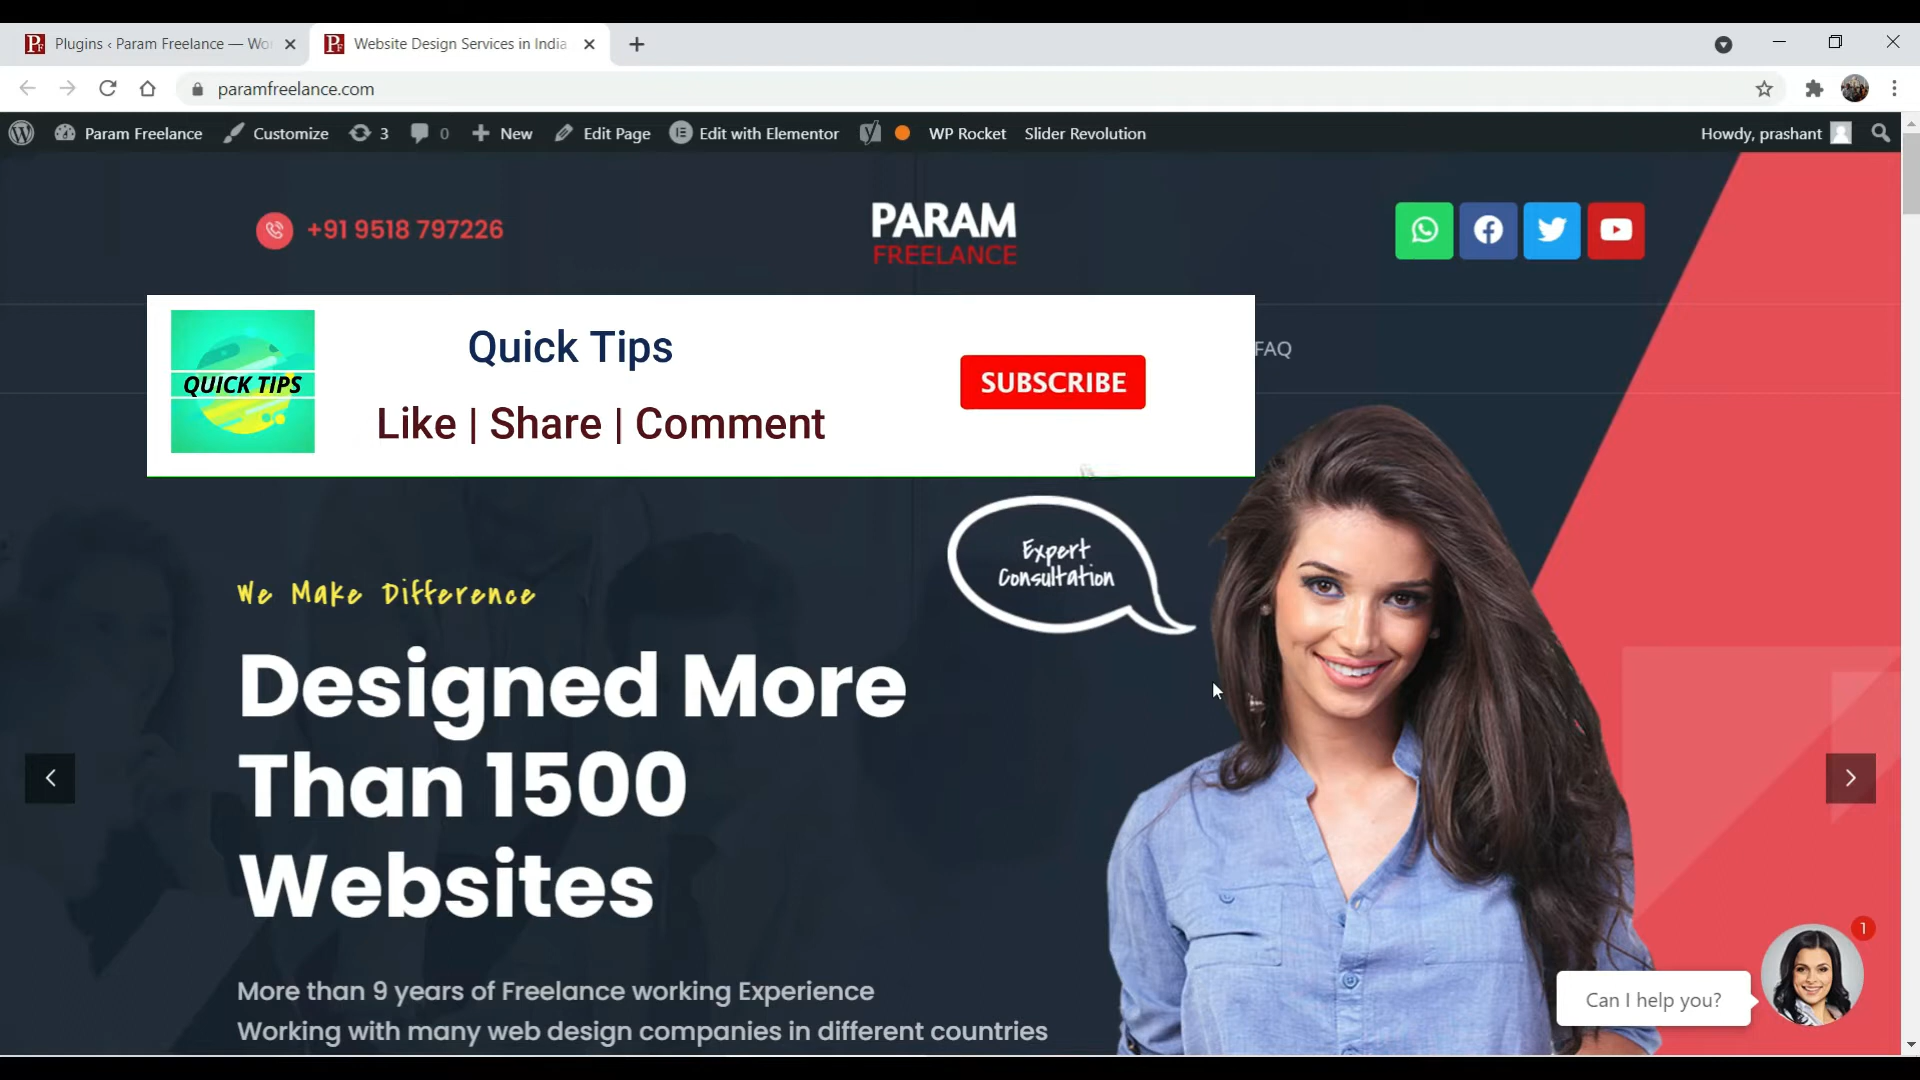 Plugins ‹ Param Freelance — Wo
Website Design Services in India
paramfreelance.com
Param Freelance
Customize
3
0
New
Edit Page
Edit with Elementor
WP Rocket
Slider Revolution
Howdy, prashant
+91 9518 797226
PARAM
FREELANCE
FAQ
QUICK TIPS
Quick Tips
Like | Share | Comment
SUBSCRIBE
Expert
Consultation
We Make Difference
Designed More
Than 1500
Websites
More than 9 years of Freelance working Experience
Working with many web design companies in different countries
1
Can I help you?